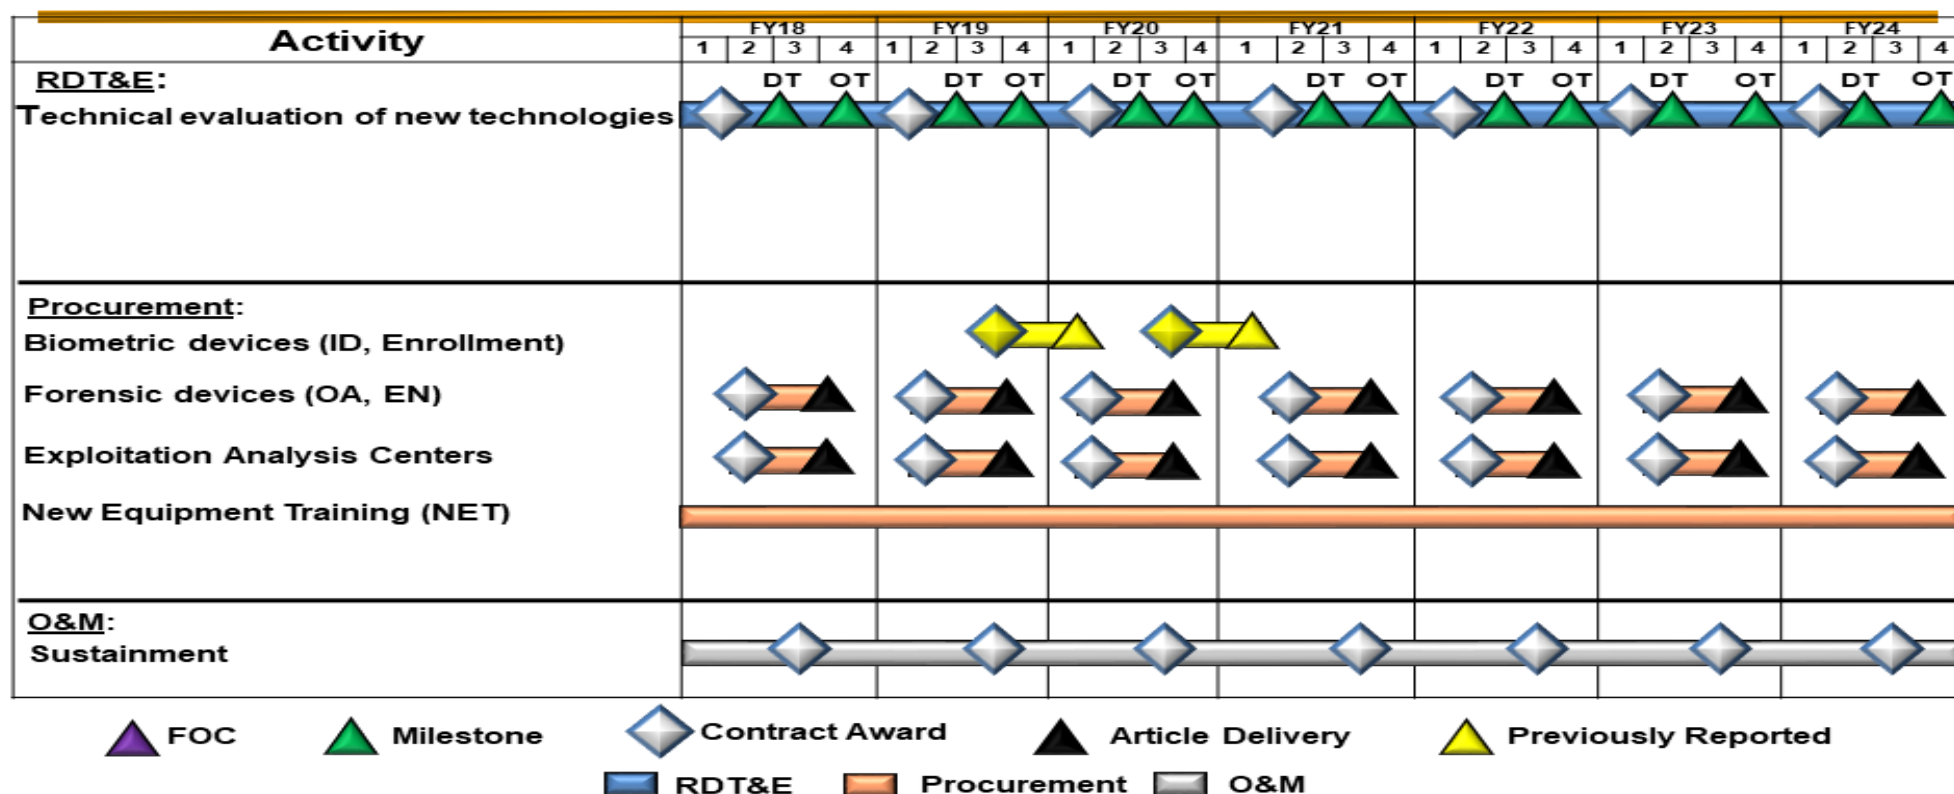 Activity
FY18 FY19 FY20 FY21 FY22 FY23 FY24
1 2 3 4 1 2 3 4 1 2 3 4 1 2 3 4 1 2 3 4 1 2 3 4 1 2 3 4
RDT&E:
DT OT DT OT DT OT DT OT DT OT DT OT DT OT
Technical evaluation of new technologies
Procurement:
Biometric devices (ID, Enrollment)
Forensic devices (OA, EN)
Exploitation Analysis Centers
New Equipment Training (NET)
O&M:
Sustainment
FOC Milestone Contract Award Article Delivery Previously Reported
RDT&E Procurement O&M